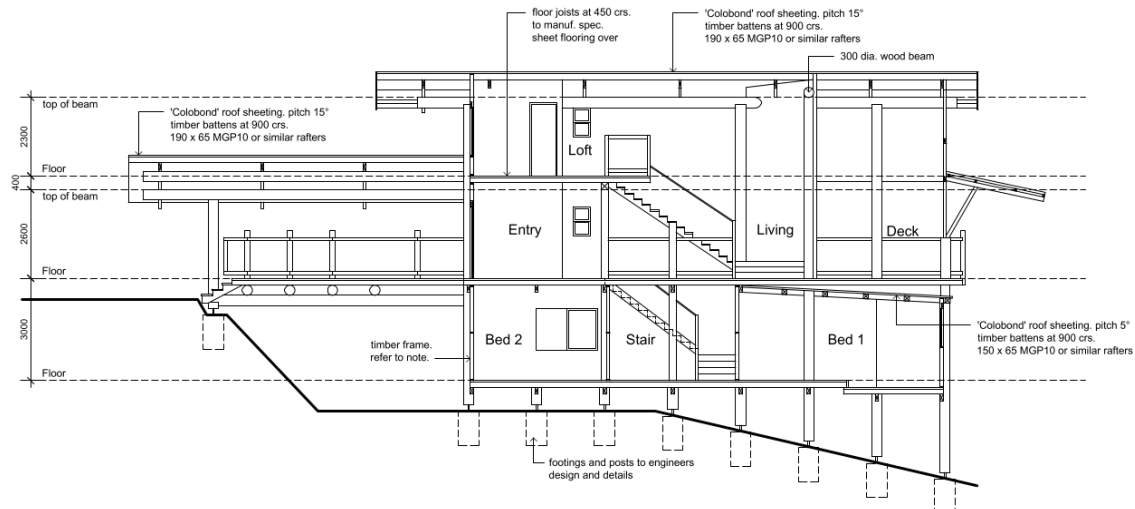 floor joists at 450 crs.
to manuf. spec.
sheet flooring over
'Colobond' roof sheeting. pitch 15°
timber battens at 900 crs.
190 x 65 MGP10 or similar rafters
300 dia. wood beam
top of beam
'Colobond' roof sheeting. pitch 15°
timber battens at 900 crs.
190 x 65 MGP10 or similar rafters
2300
Loft
Floor
400
top of beam
2600
Entry
Living
Deck
Floor
3000
timber frame.
refer to note.
Bed 2
Stair
Bed 1
'Colobond' roof sheeting. pitch 5°
timber battens at 900 crs.
150 x 65 MGP10 or similar rafters
Floor
footings and posts to engineers
design and details